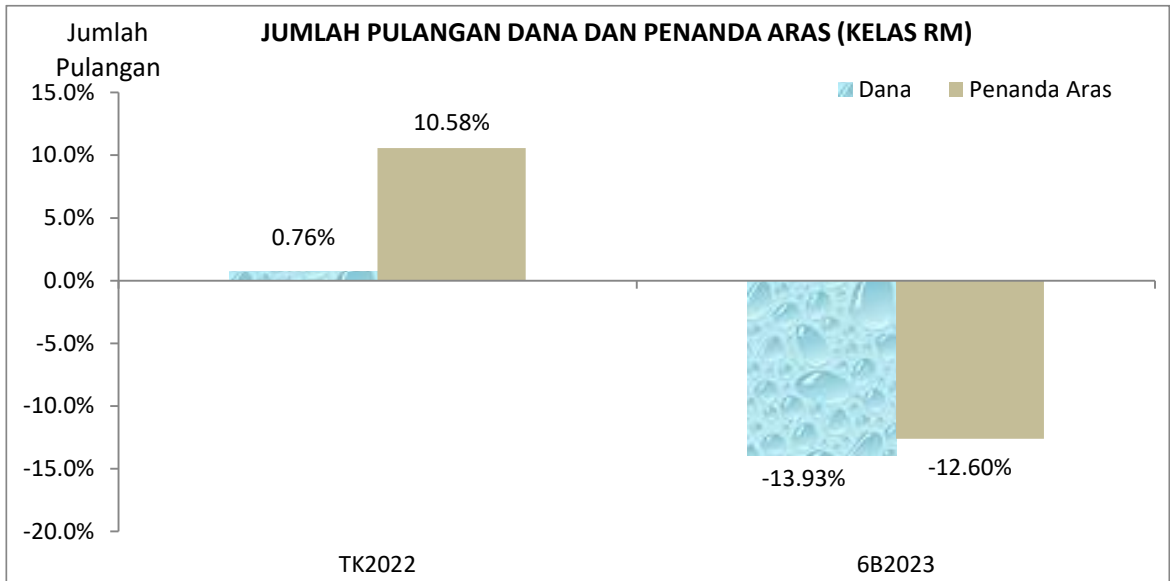 JUMLAH PULANGAN DANA DAN PENANDA ARAS (KELAS RM)
Jumlah
Pulangan
Dana
Penanda Aras
15.0%
10.0%
5.0%
0.0%
-5.0%
-10.0%
-15.0%
-20.0%
10.58%
0.76%
-13.93%
-12.60%
TK2022
6B2023